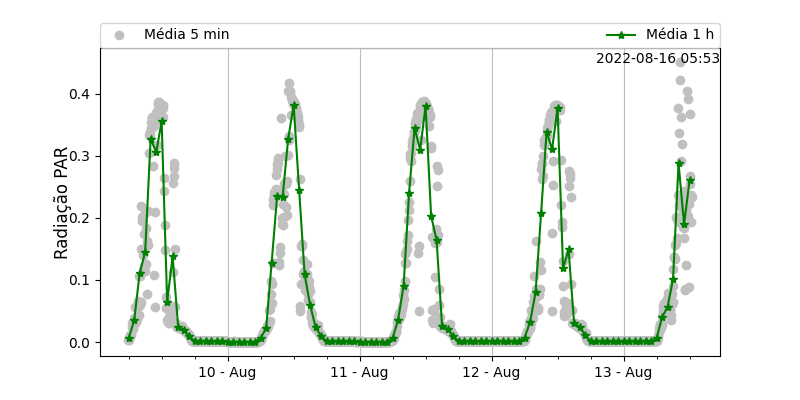 Média 5 min
Média 1 h
2022-08-16 05:53
Radiação PAR
0.4
0.3
0.2
0.1
0.0
10 - Aug
11 - Aug
12 - Aug
13 - Aug